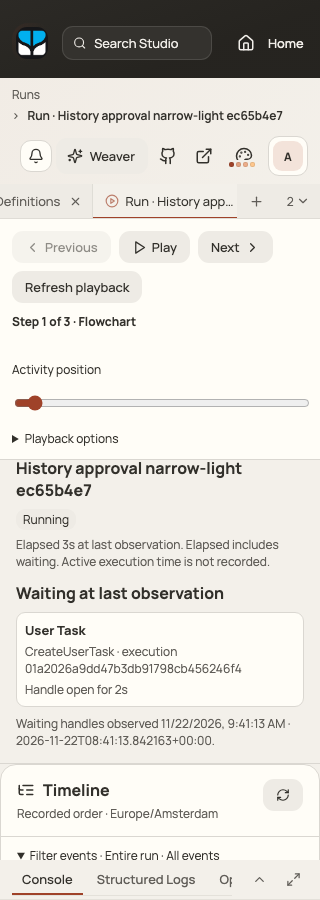 Search Studio
Home
Runs
› Run · History approval narrow-light ec65b4e7
Weaver
A
Definitions
Run · History app…
2
Previous
Play
Next
Refresh playback
Step 1 of 3 · Flowchart
Activity position
Playback options
History approval narrow-light
ec65b4e7
Running
Elapsed 3s at last observation. Elapsed includes
waiting. Active execution time is not recorded.
Waiting at last observation
User Task
CreateUserTask · execution
01a2026a9dd47b3db91798cb456246f4
Handle open for 2s
Waiting handles observed 11/22/2026, 9:41:13 AM ·
2026-11-22T08:41:13.842163+00:00.
Timeline
Recorded order · Europe/Amsterdam
Filter events · Entire run · All events
Console
Structured Logs